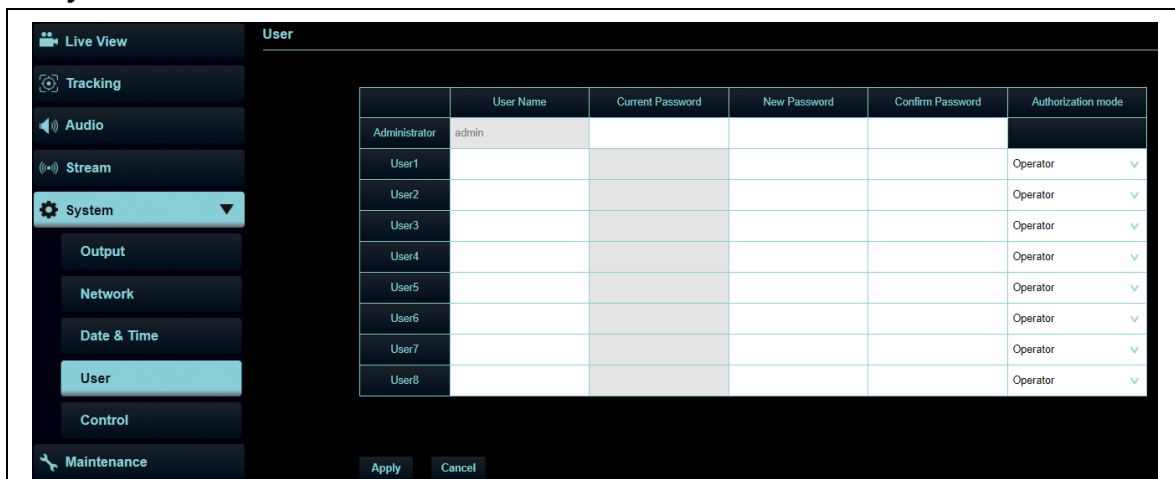 Live View
Tracking
Audio
Stream
System
Output
Network
Date & Time
User
Control
Maintenance
User
User Name Current Password New Password Confirm Password Authorization mode
Administrator admin
User1 Operator
User2 Operator
User3 Operator
User4 Operator
User5 Operator
User6 Operator
User7 Operator
User8 Operator
Apply Cancel